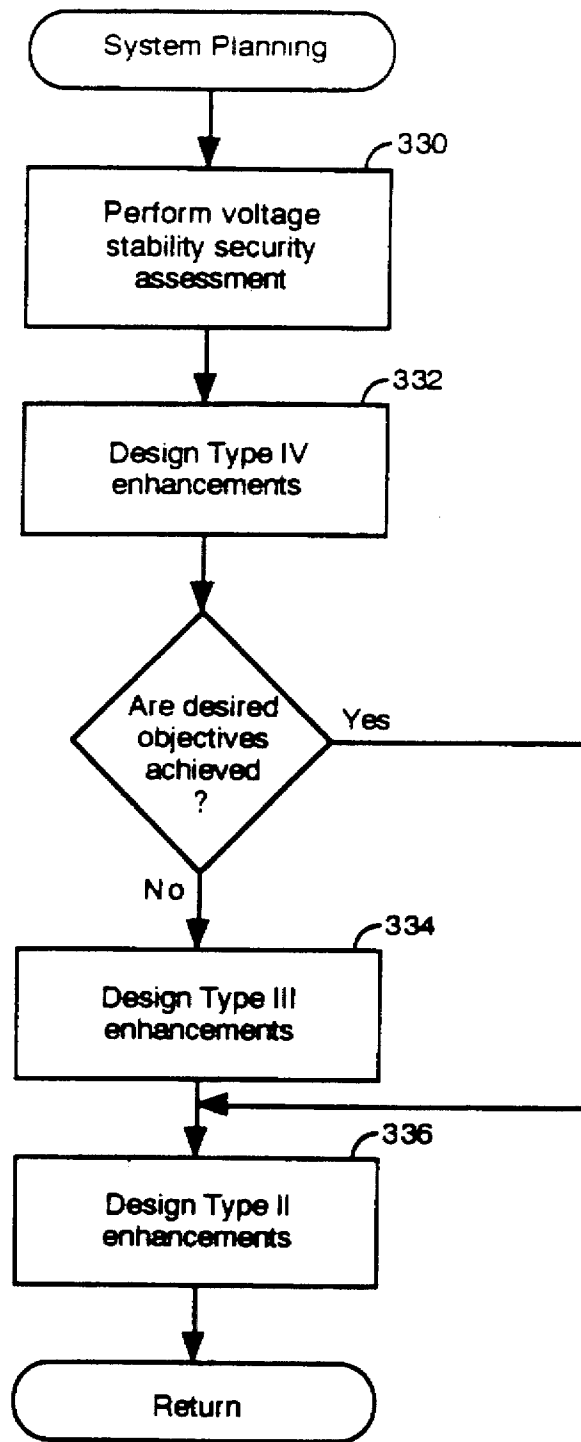 System Planning
330
Perform voltage
stability security
assessment
332
Design Type IV
enhancements
Are desired
objectives
achieved
?
Yes
No
334
Design Type III
enhancements
336
Design Type II
enhancements
Return